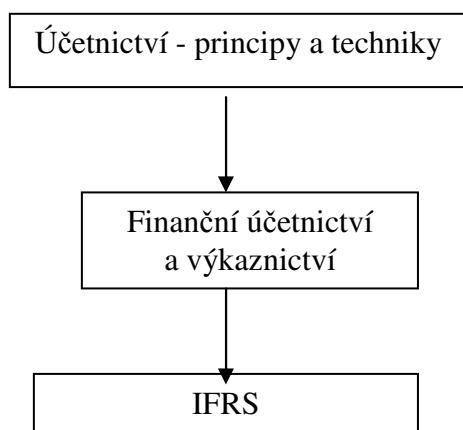 Účetnictví - principy a techniky
Finanční účetnictví
a výkaznictví
IFRS